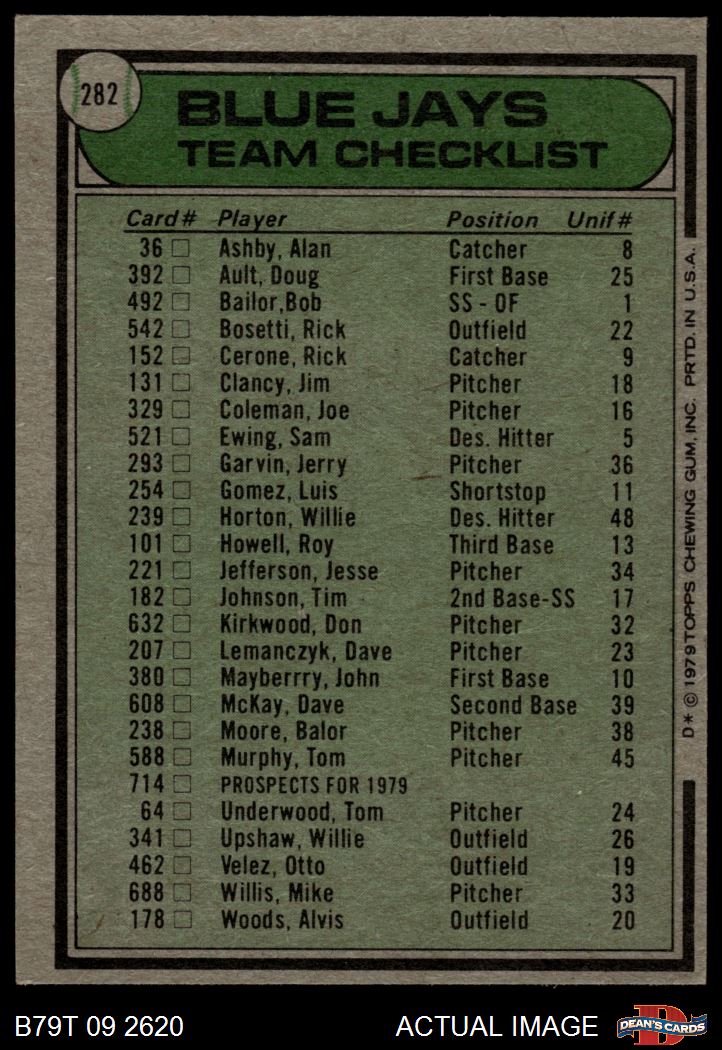 282
BLUE JAYS
TEAM CHECKLIST
Card# Player Position Unif#
36 Ashby, Alan Catcher 8
392 Ault, Doug First Base 25
492 Bailor,Bob SS - OF 1
542 Bosetti, Rick Outfield 22
152 Cerone, Rick Catcher 9
131 Clancy, Jim Pitcher 18
329 Coleman, Joe Pitcher 16
521 Ewing, Sam Des. Hitter 5
293 Garvin, Jerry Pitcher 36
254 Gomez, Luis Shortstop 11
239 Horton, Willie Des. Hitter 48
101 Howell, Roy Third Base 13
221 Jefferson, Jesse Pitcher 34
182 Johnson, Tim 2nd Base-SS 17
632 Kirkwood, Don Pitcher 32
207 Lemanczyk, Dave Pitcher 23
380 Mayberrry, John First Base 10
608 McKay, Dave Second Base 39
238 Moore, Balor Pitcher 38
588 Murphy, Tom Pitcher 45
714 PROSPECTS FOR 1979
64 Underwood, Tom Pitcher 24
341 Upshaw, Willie Outfield 26
462 Velez, Otto Outfield 19
688 Willis, Mike Pitcher 33
178 Woods, Alvis Outfield 20
D* © 1979 TOPPS CHEWING GUM, INC. PRTD. IN U.S.A.
B79T 09 2620 ACTUAL IMAGE
D
DEAN'S CARDS